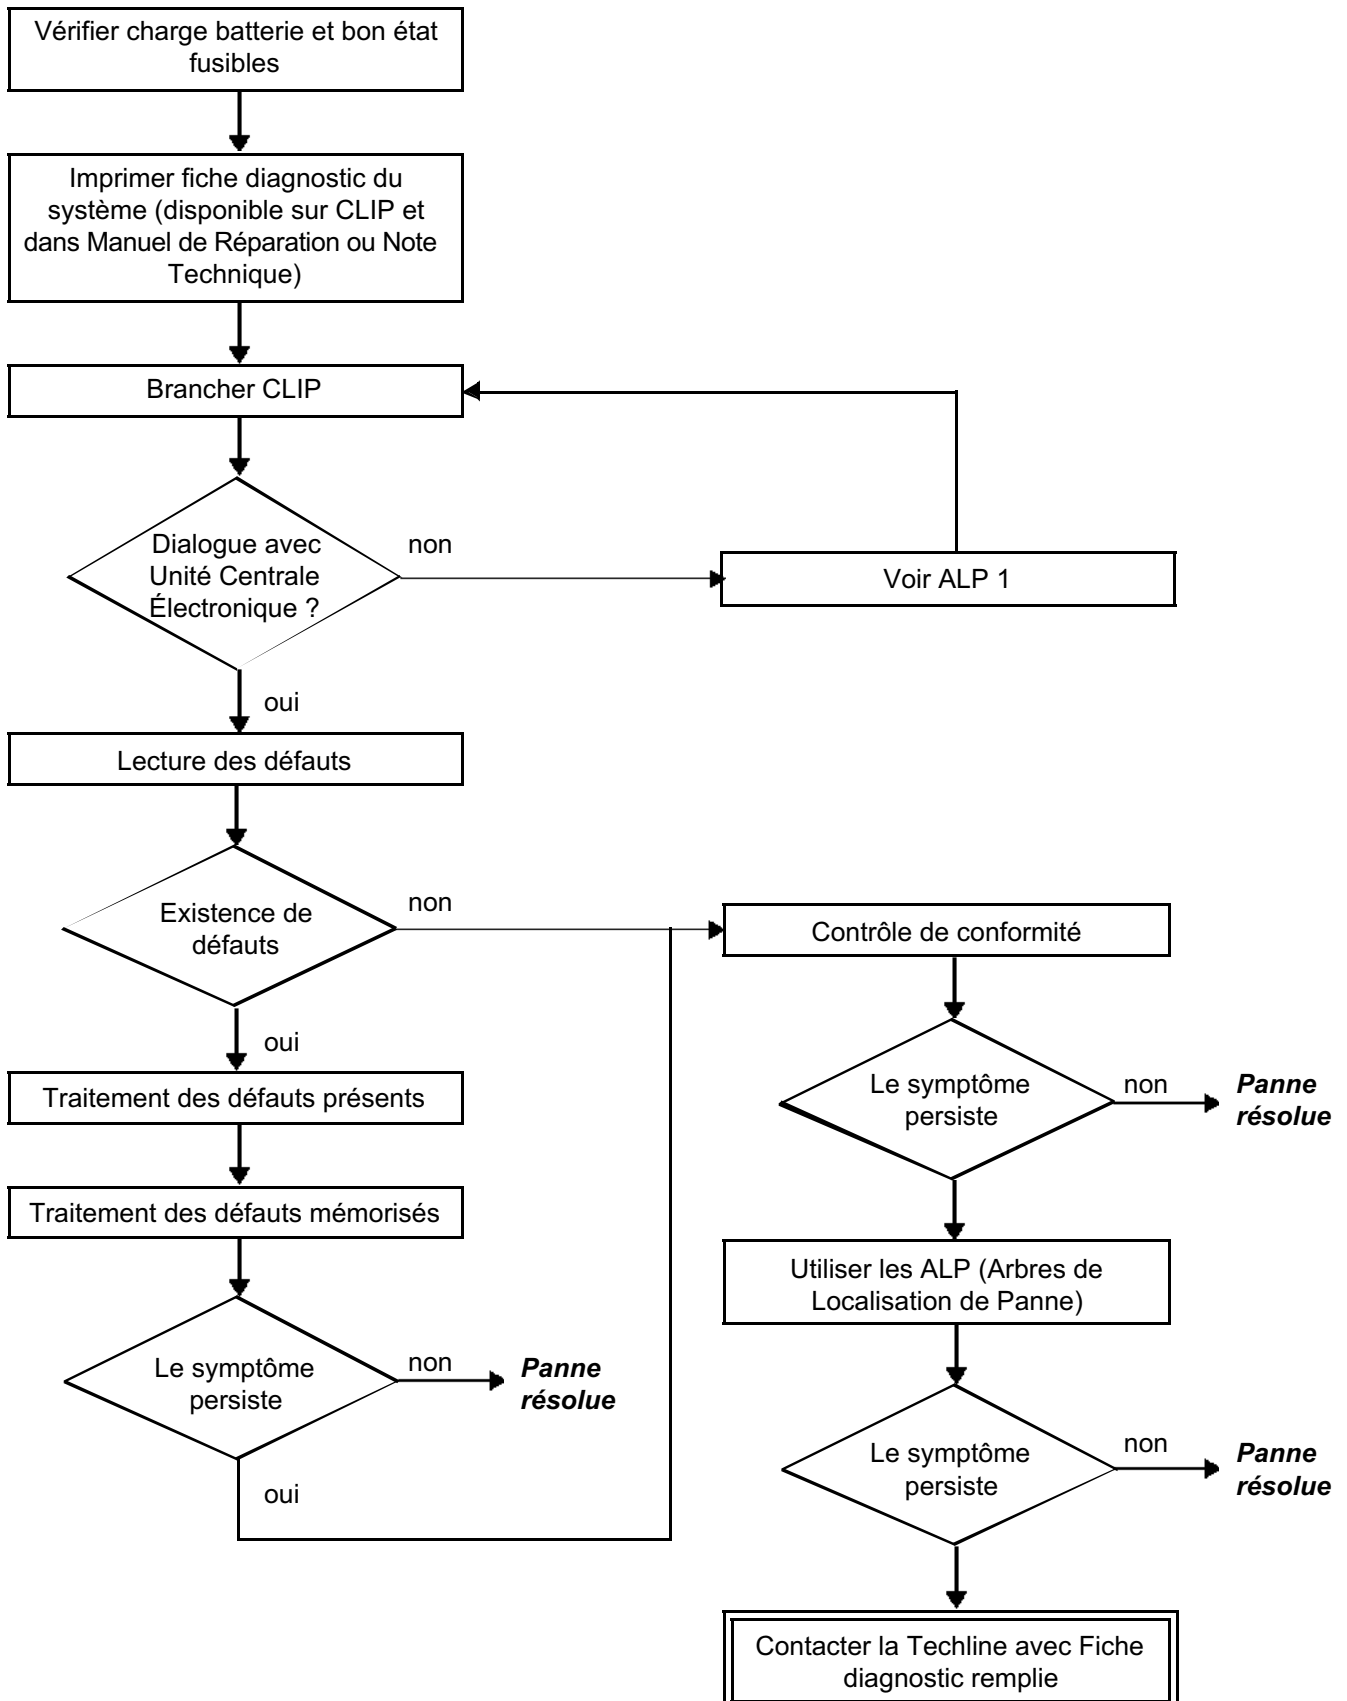 Vérifier charge batterie et bon état
fusibles
Imprimer fiche diagnostic du
système (disponible sur CLIP et
dans Manuel de Réparation ou Note
Technique)
Brancher CLIP
Dialogue avec
Unité Centrale
Électronique ?
non
Voir ALP 1
oui
Lecture des défauts
Existence de
défauts
non
Contrôle de conformité
oui
Traitement des défauts présents
Traitement des défauts mémorisés
Le symptôme
persiste
non
Panne
résolue
oui
Le symptôme
persiste
non
Panne
résolue
Utiliser les ALP (Arbres de
Localisation de Panne)
Le symptôme
persiste
non
Panne
résolue
Contacter la Techline avec Fiche
diagnostic remplie